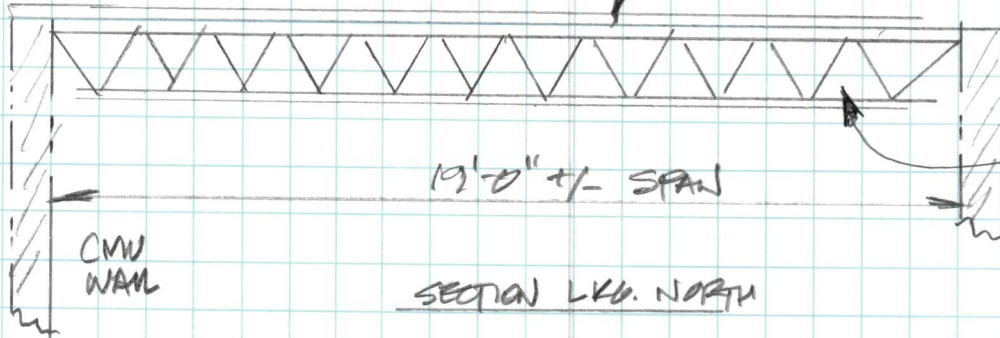 19'-0" +/- SPAN
CMU
WALL
SECTION LKG. NORTH